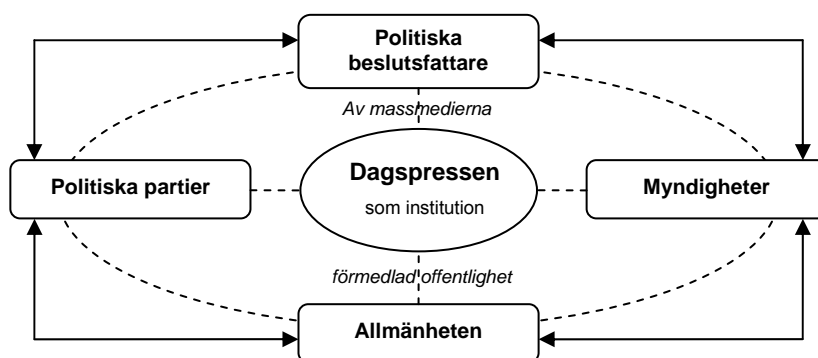 Politiska
beslutsfattare
Av massmedierna
Politiska partier
Dagspressen
som institution
Myndigheter
förmedlad offentlighet
Allmänheten